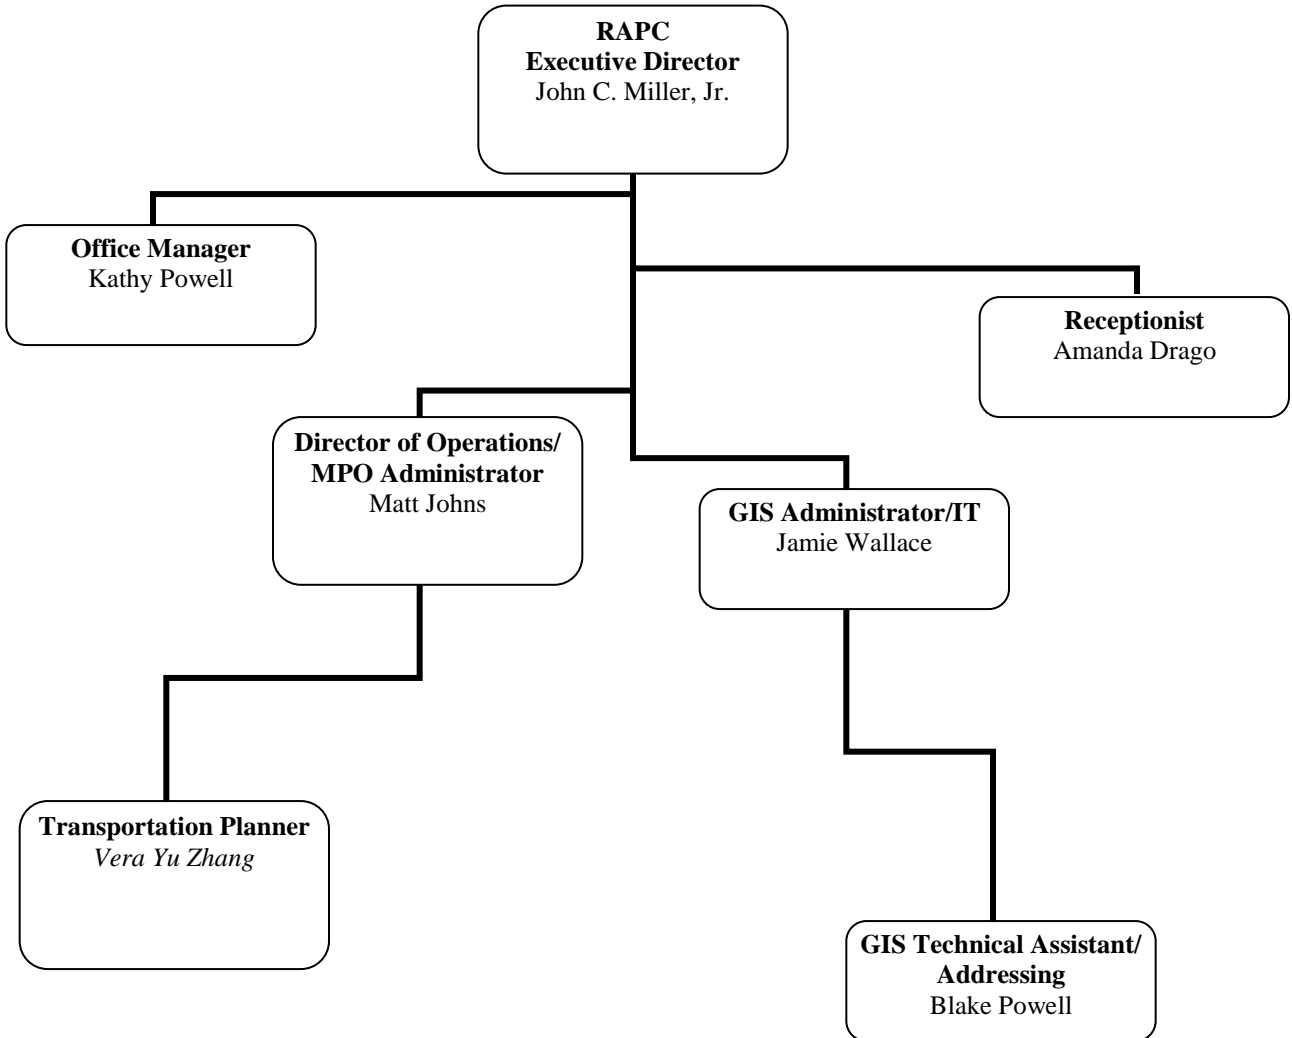 RAPC
Executive Director
John C. Miller, Jr.
Office Manager
Kathy Powell
Receptionist
Amanda Drago
Director of Operations/
MPO Administrator
Matt Johns
GIS Administrator/IT
Jamie Wallace
Transportation Planner
Vera Yu Zhang
GIS Technical Assistant/
Addressing
Blake Powell